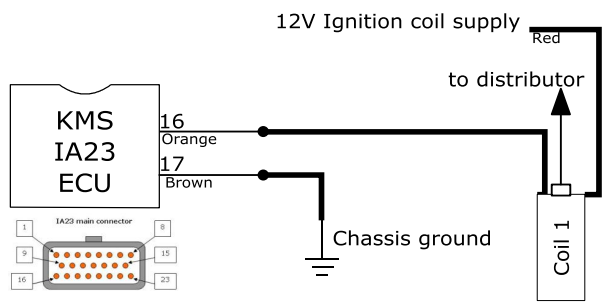 12V Ignition coil supply
Red
to distributor
KMS
IA23
ECU
16
Orange
17
Brown
Chassis ground
Coil 1
IA23 main connector
1
8
9
15
16
23